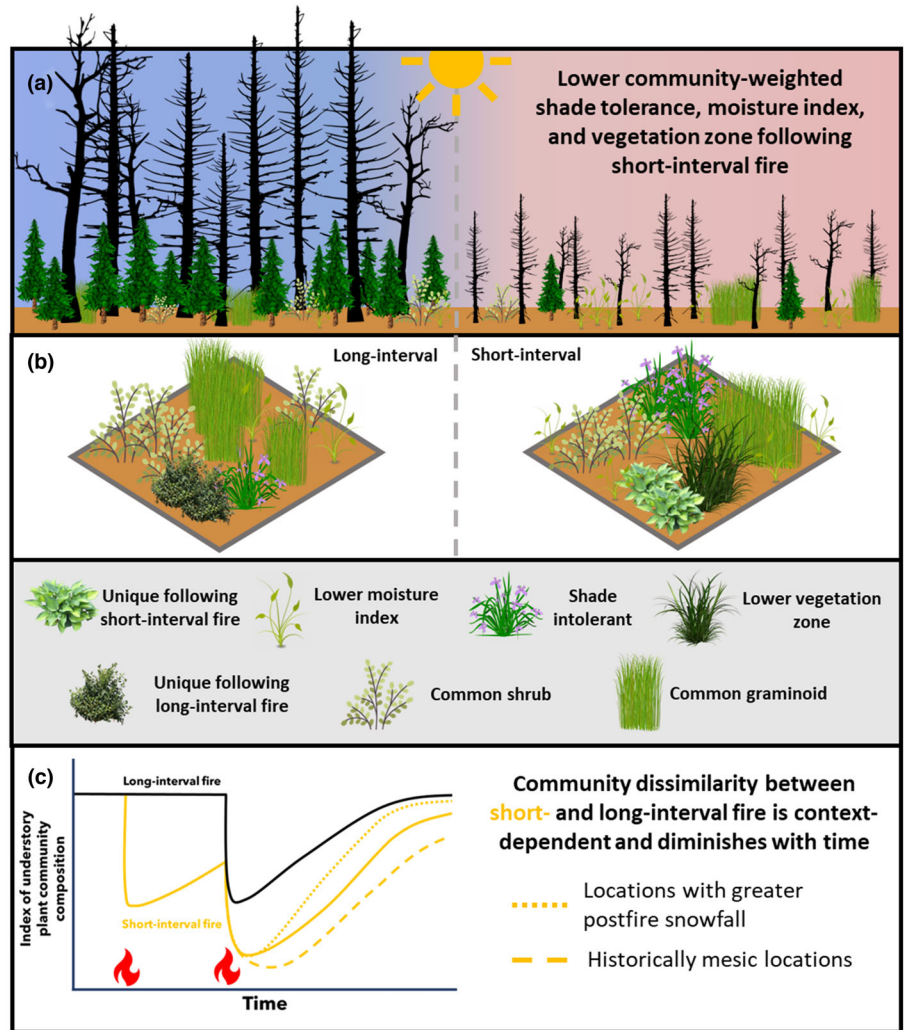 (a)
Lower community-weighted
shade tolerance, moisture index,
and vegetation zone following
short-interval fire
(b)
Long-interval
Short-interval
Unique following
short-interval fire
Lower moisture
index
Shade
intolerant
Lower vegetation
zone
Unique following
long-interval fire
Common shrub
Common graminoid
(c)
Index of understory
plant community
composition
Long-interval fire
Short-interval fire
Time
Community dissimilarity between
short- and long-interval fire is context-
dependent and diminishes with time
Locations with greater
postfire snowfall
Historically mesic locations